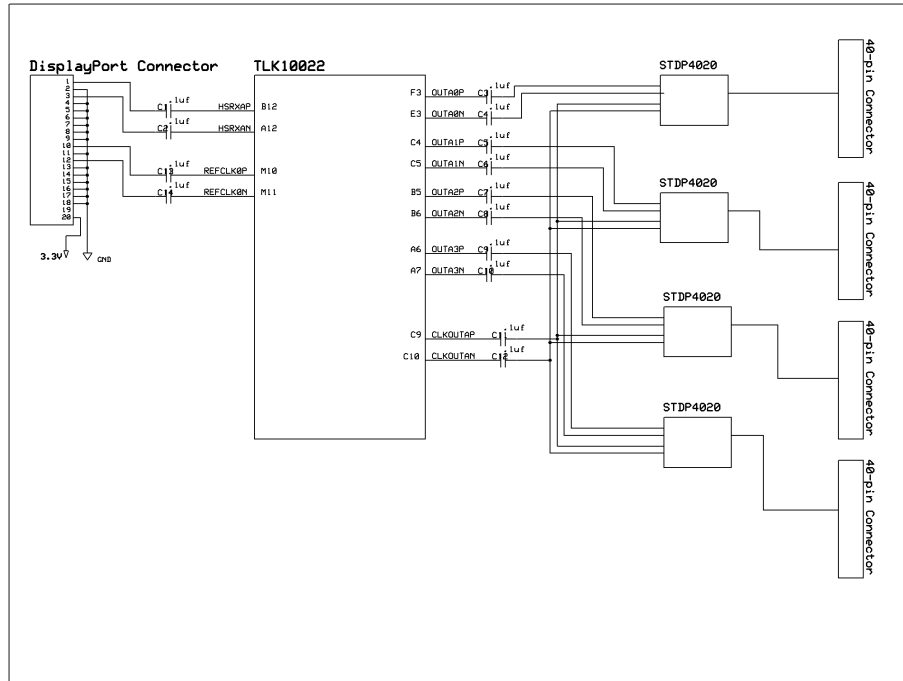 DisplayPort Connector
1
2
3
4
5
6
7
8
9
10
11
12
13
14
15
16
17
18
19
20
3.3V
GND
C1 .1uf
C2 .1uf
C13 .1uf
C14 .1uf
HSRXAP
HSRXAN
REFCLK0P
REFCLK0N
TLK10022
B12
A12
M10
M11
F3 OUTA0P C3 .1uf
E3 OUTA0N C4 .1uf
C4 OUTA1P C5 .1uf
C5 OUTA1N C6 .1uf
B5 OUTA2P C7 .1uf
B6 OUTA2N C8 .1uf
A6 OUTA3P C9 .1uf
A7 OUTA3N C10 .1uf
C9 CLKOUTAP C11 .1uf
C10 CLKOUTAN C12 .1uf
STDP4020
STDP4020
STDP4020
STDP4020
40-pin Connector
40-pin Connector
40-pin Connector
40-pin Connector